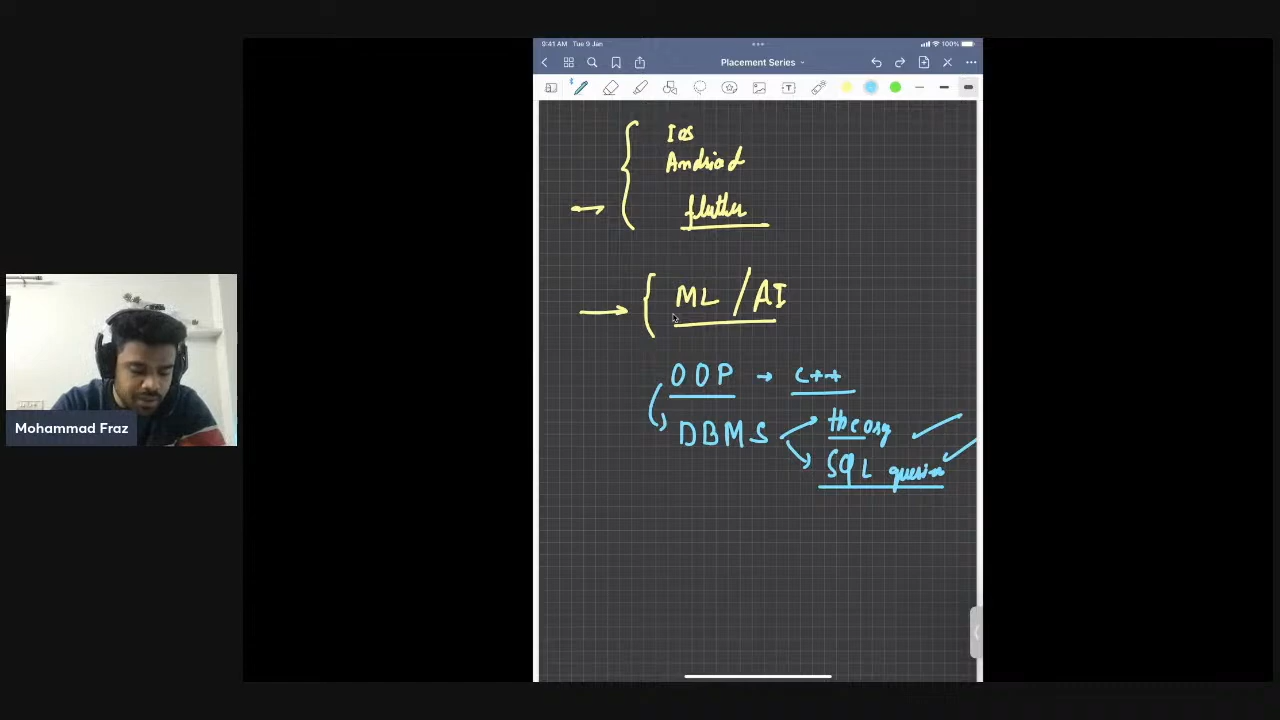 9:41 AM Tue 9 Jan
100%
Placement Series
T
Ios
Andriod
flutter
ML / AI
OOP → C++
DBMS
theory
SQL queries
Mohammad Fraz